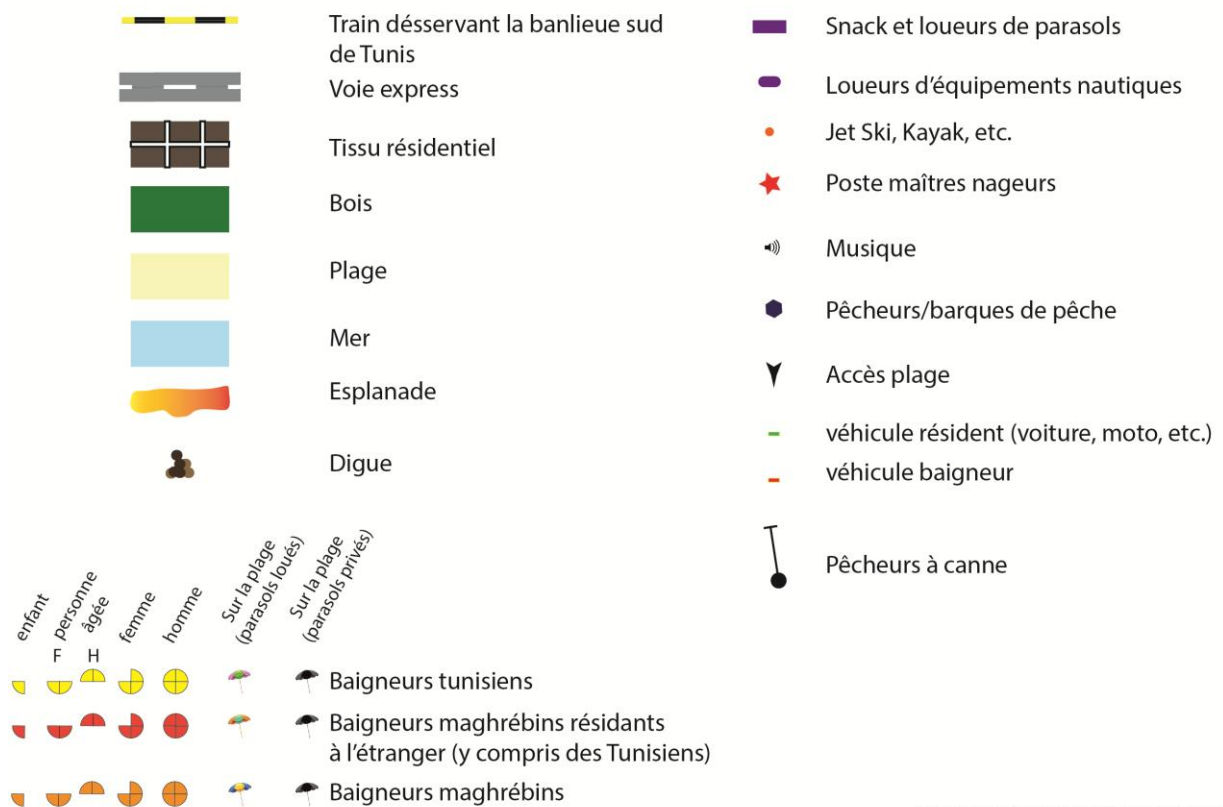 Train désservant la banlieue sud
de Tunis
Voie express
Tissu résidentiel
Bois
Plage
Mer
Esplanade
Digue
Snack et loueurs de parasols
Loueurs d'équipements nautiques
Jet Ski, Kayak, etc.
Poste maîtres nageurs
Musique
Pêcheurs/barques de pêche
Accès plage
véhicule résident (voiture, moto, etc.)
véhicule baigneur
Pêcheurs à canne
enfant
personne
âgée
femme
homme
Sur la plage
(parasols loués)
Sur la plage
(parasols privés)
F H
Baigneurs tunisiens
Baigneurs maghrébins résidants
à l'étranger (y compris des Tunisiens)
Baigneurs maghrébins